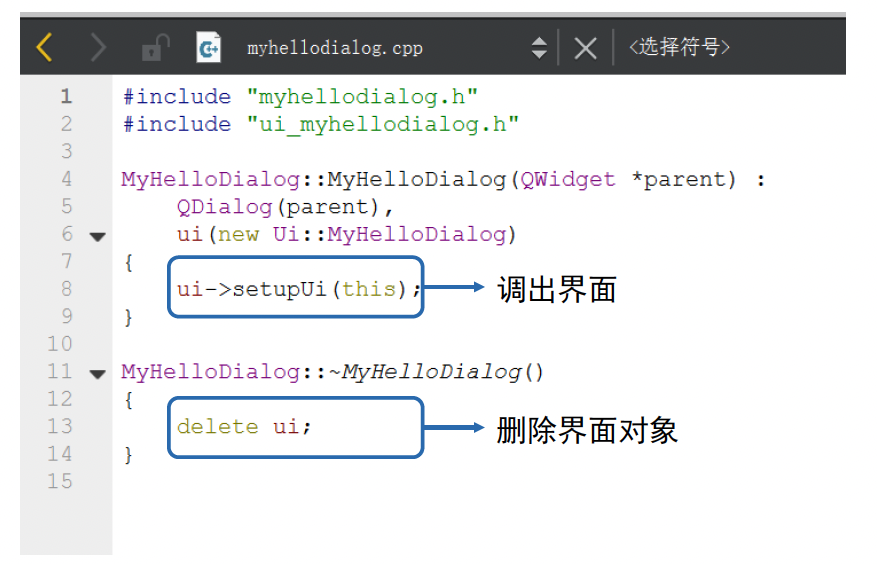 myhellodialog.cpp <选择符号>
1 #include "myhellodialog.h"
2 #include "ui_myhellodialog.h"
3
4 MyHelloDialog::MyHelloDialog(QWidget *parent) :
5 QDialog(parent),
6 ui(new Ui::MyHelloDialog)
7 {
8 ui->setupUi(this); 调出界面
9 }
10
11 MyHelloDialog::~MyHelloDialog()
12 {
13 delete ui; 删除界面对象
14 }
15